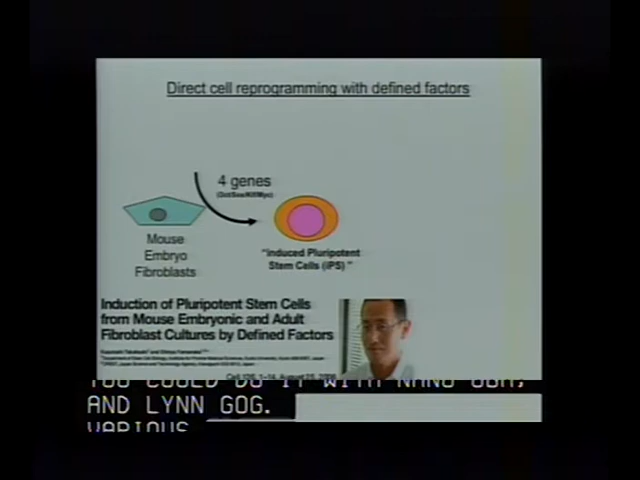 Direct cell reprogramming with defined factors
4 genes
(Oct/Sox/Klf/Myc)
Mouse
Embryo
Fibroblasts
"Induced Pluripotent
Stem Cells (iPS) "
Induction of Pluripotent Stem Cells
from Mouse Embryonic and Adult
Fibroblast Cultures by Defined Factors
Cell 126, 1-14, August 25, 2006
YOU COULD DO IT WITH NANO
AND LYNN GOG.
VARIOUS